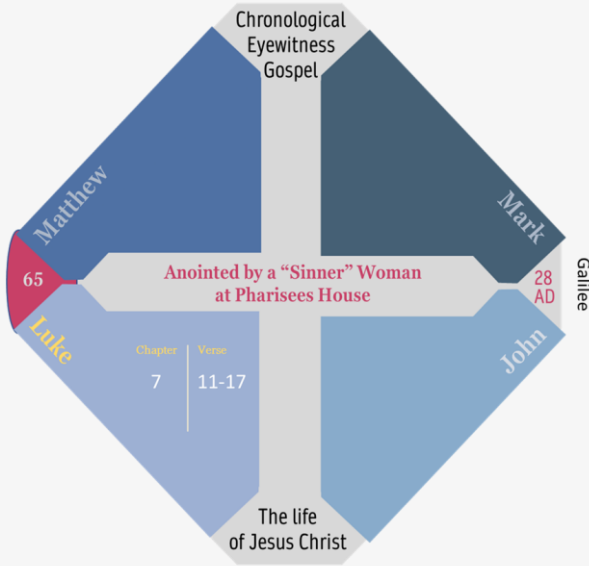 Chronological
Eyewitness
Gospel
Matthew
Mark
65
Anointed by a “Sinner” Woman
at Pharisees House
28
AD
Galilee
Luke
John
Chapter
Verse
7
11-17
The life
of Jesus Christ